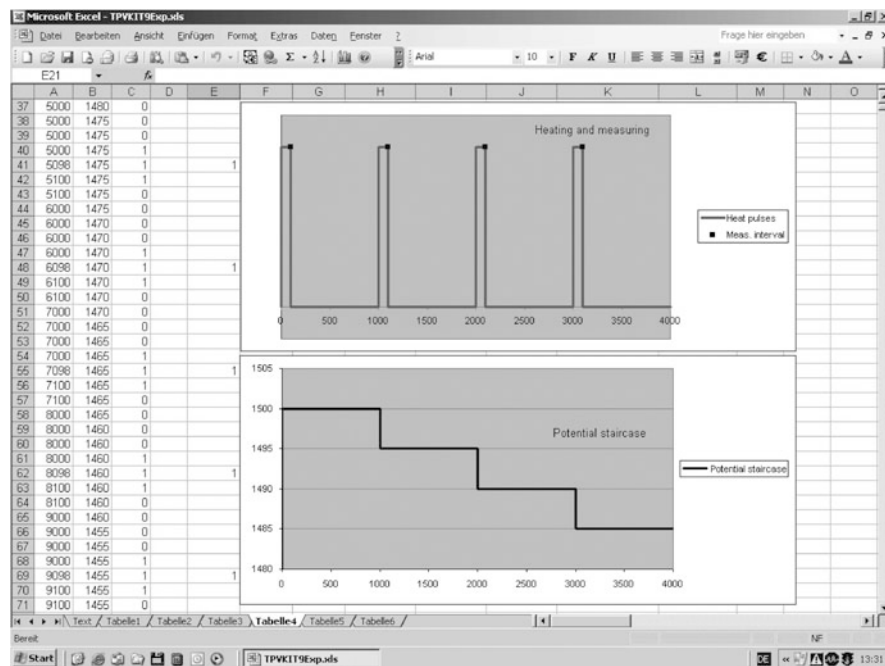 Microsoft Excel - TPVKIT9Exp.xls
Datei Bearbeiten Ansicht Einfügen Format Extras Daten Fenster ?
Frage hier eingeben
Arial 10 F K U
E21 fx
A B C D E F G H I J K L M N O
37 5000 1480 0
38 5000 1475 0
39 5000 1475 0
40 5000 1475 1
41 5098 1475 1 1
42 5100 1475 1
43 5100 1475 0
44 6000 1475 0
45 6000 1470 0
46 6000 1470 0
47 6000 1470 1
48 6098 1470 1 1
49 6100 1470 1
50 6100 1470 0
51 7000 1470 0
52 7000 1465 0
53 7000 1465 0
54 7000 1465 1
55 7098 1465 1 1
56 7100 1465 1
57 7100 1465 0
58 8000 1465 0
59 8000 1460 0
60 8000 1460 0
61 8000 1460 1
62 8098 1460 1 1
63 8100 1460 1
64 8100 1460 0
65 9000 1460 0
66 9000 1455 0
67 9000 1455 0
68 9000 1455 1
69 9098 1455 1 1
70 9100 1455 1
71 9100 1455 0
Heating and measuring
Heat pulses
Meas. interval
0 500 1000 1500 2000 2500 3000 3500 4000
1505
1500
1495
1490
1485
1480
Potential staircase
Potential staircase
0 500 1000 1500 2000 2500 3000 3500 4000
Text Tabelle1 Tabelle2 Tabelle3 Tabelle4 Tabelle5 Tabelle6
Bereit NF
Start TPVKIT9Exp.xls DE 13:31